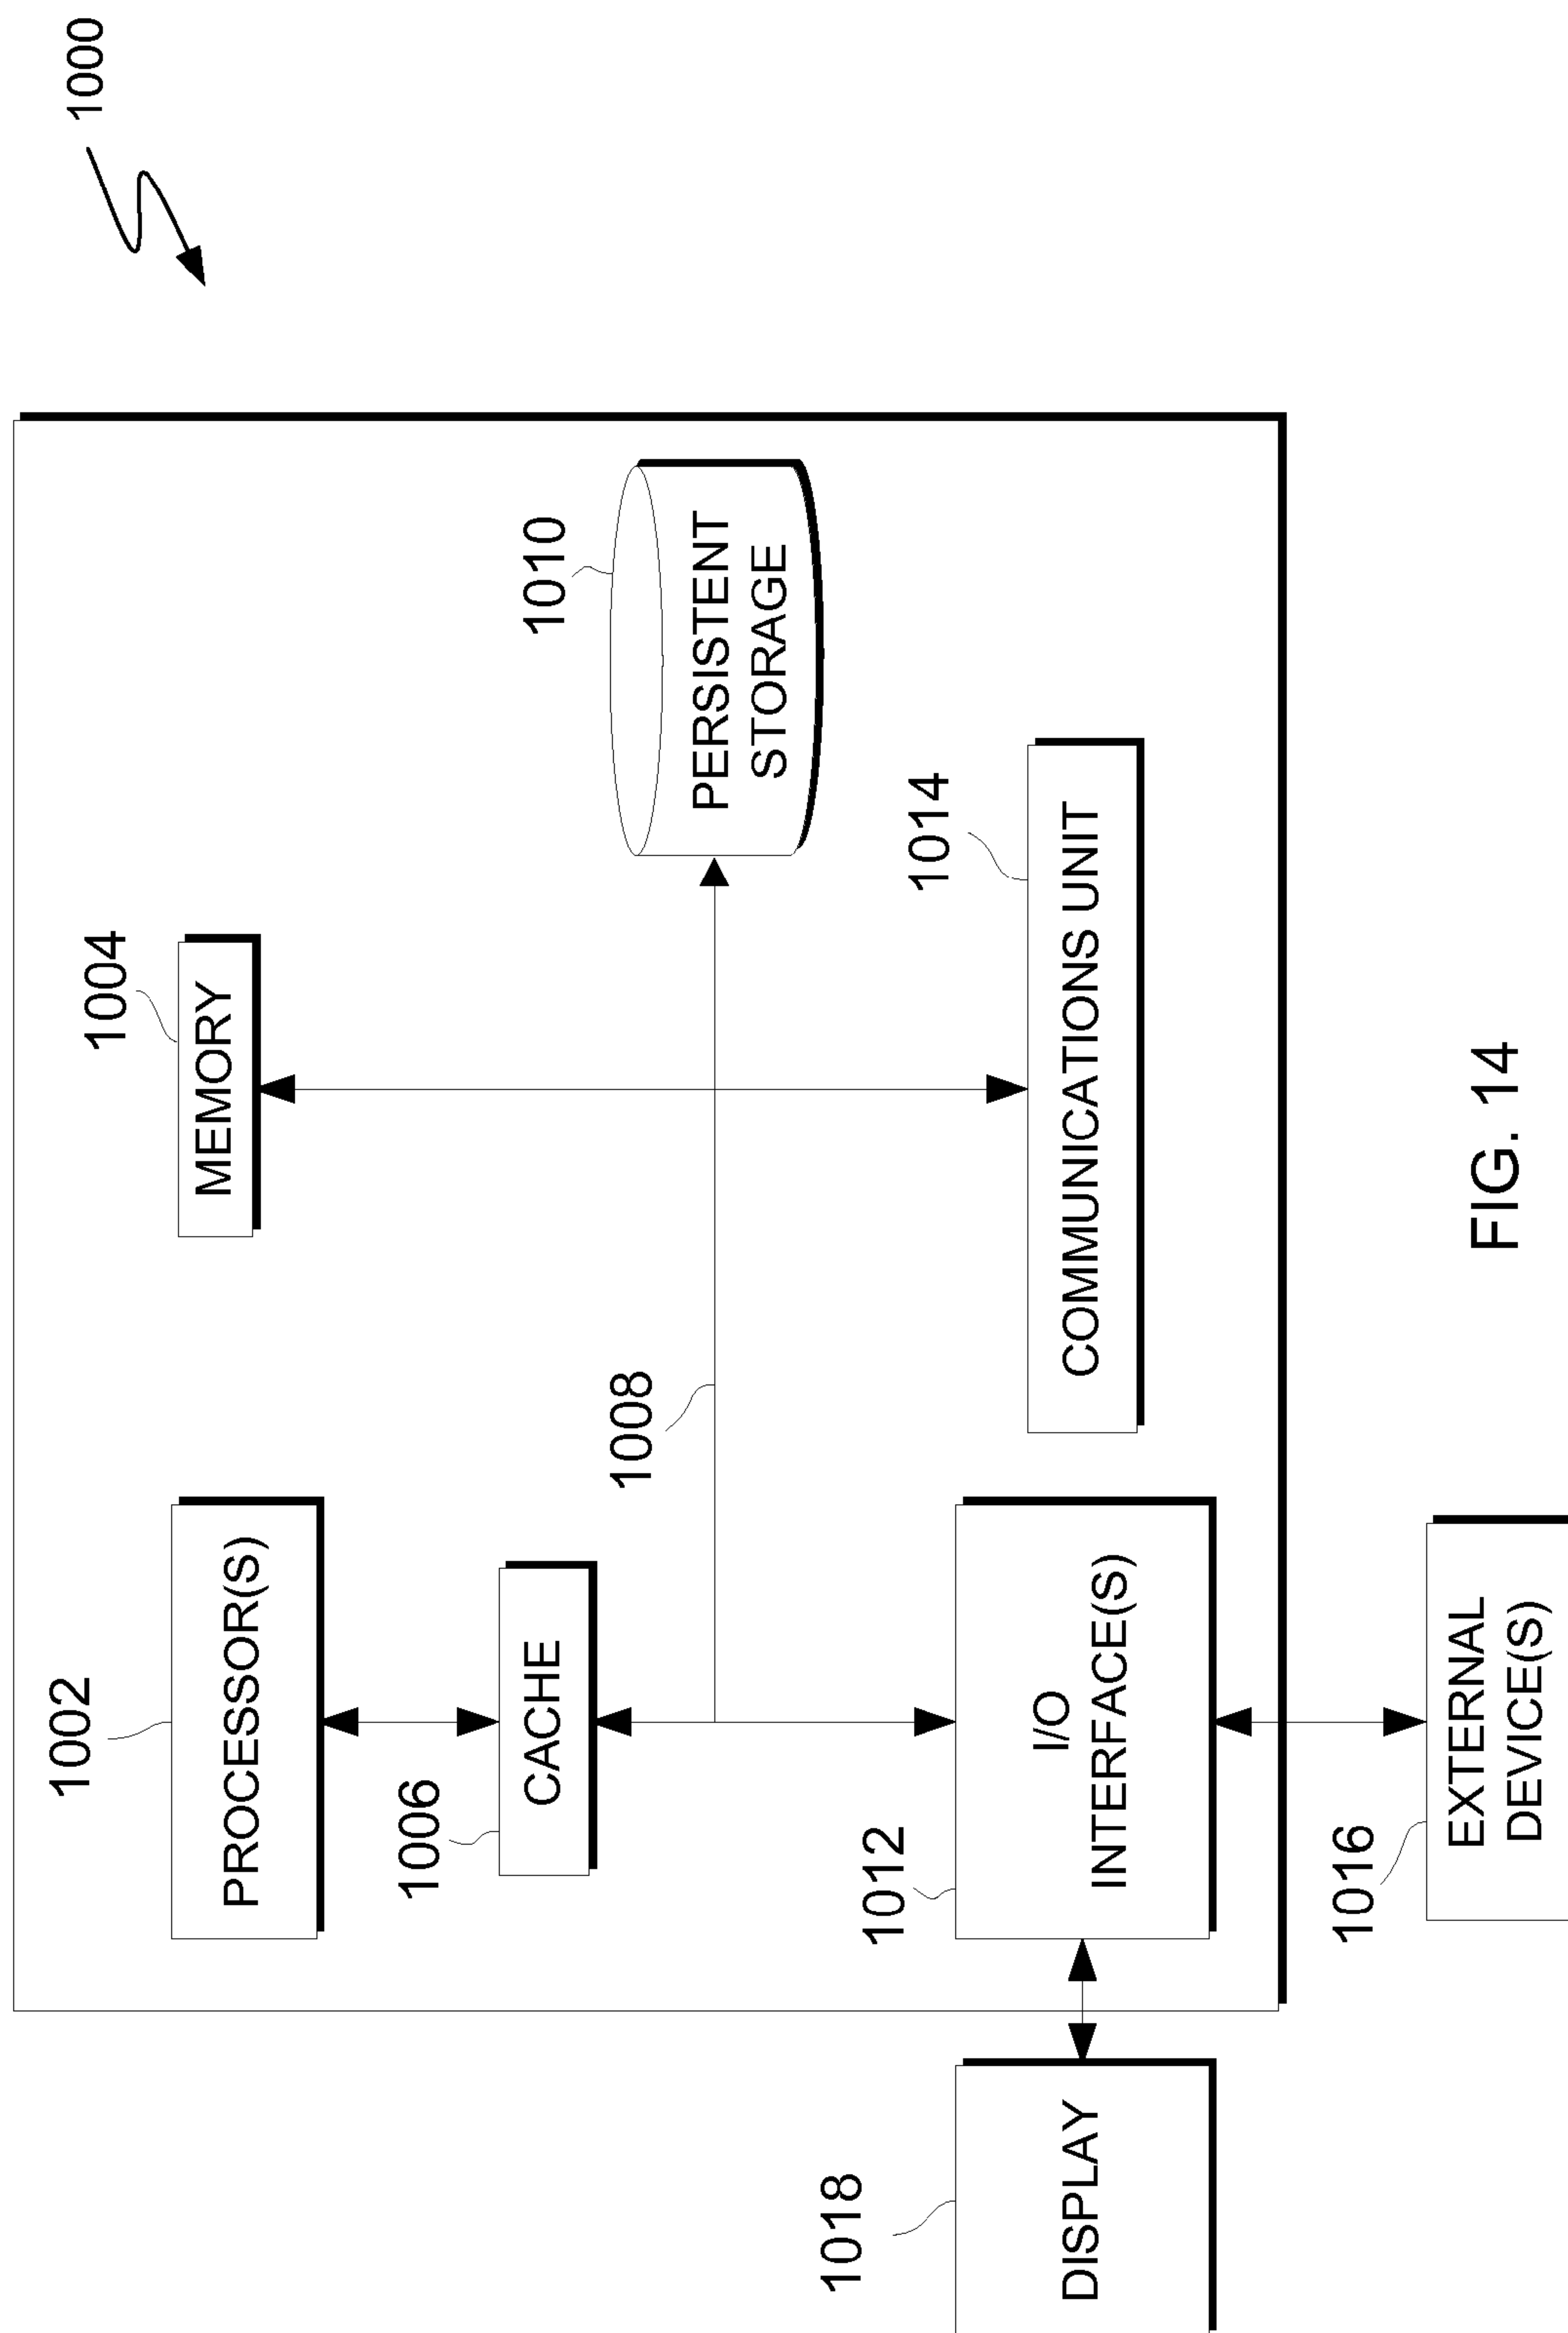 1000
1002
PROCESSOR(S)
1004
MEMORY
1006
CACHE
1008
1010
PERSISTENT
STORAGE
1012
I/O
INTERFACE(S)
1014
COMMUNICATIONS UNIT
1018
DISPLAY
1016
EXTERNAL
DEVICE(S)
FIG. 14